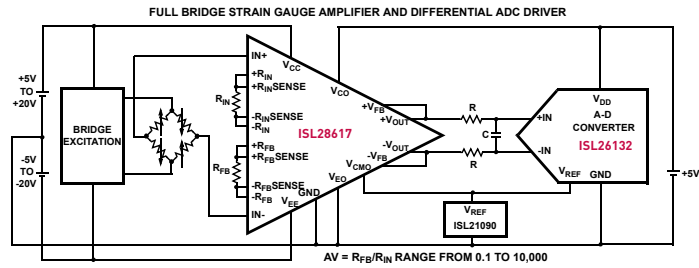 FULL BRIDGE STRAIN GAUGE AMPLIFIER AND DIFFERENTIAL ADC DRIVER
+5V
TO
+20V
-5V
TO
-20V
BRIDGE
EXCITATION
IN+
+RIN
+RINSENSE
RIN
-RINSENSE
-RIN
+RFB
+RFBSENSE
RFB
-RFBSENSE
-RFB
IN-
VCC
ISL28617
VEE
GND
VCO
+VFB
+VOUT
-VOUT
-VFB
VCMO
VEO
R
C
R
VREF
ISL21090
+IN
-IN
VDD
A-D
CONVERTER
ISL26132
VREF
GND
+5V
AV = RFB/RIN RANGE FROM 0.1 TO 10,000